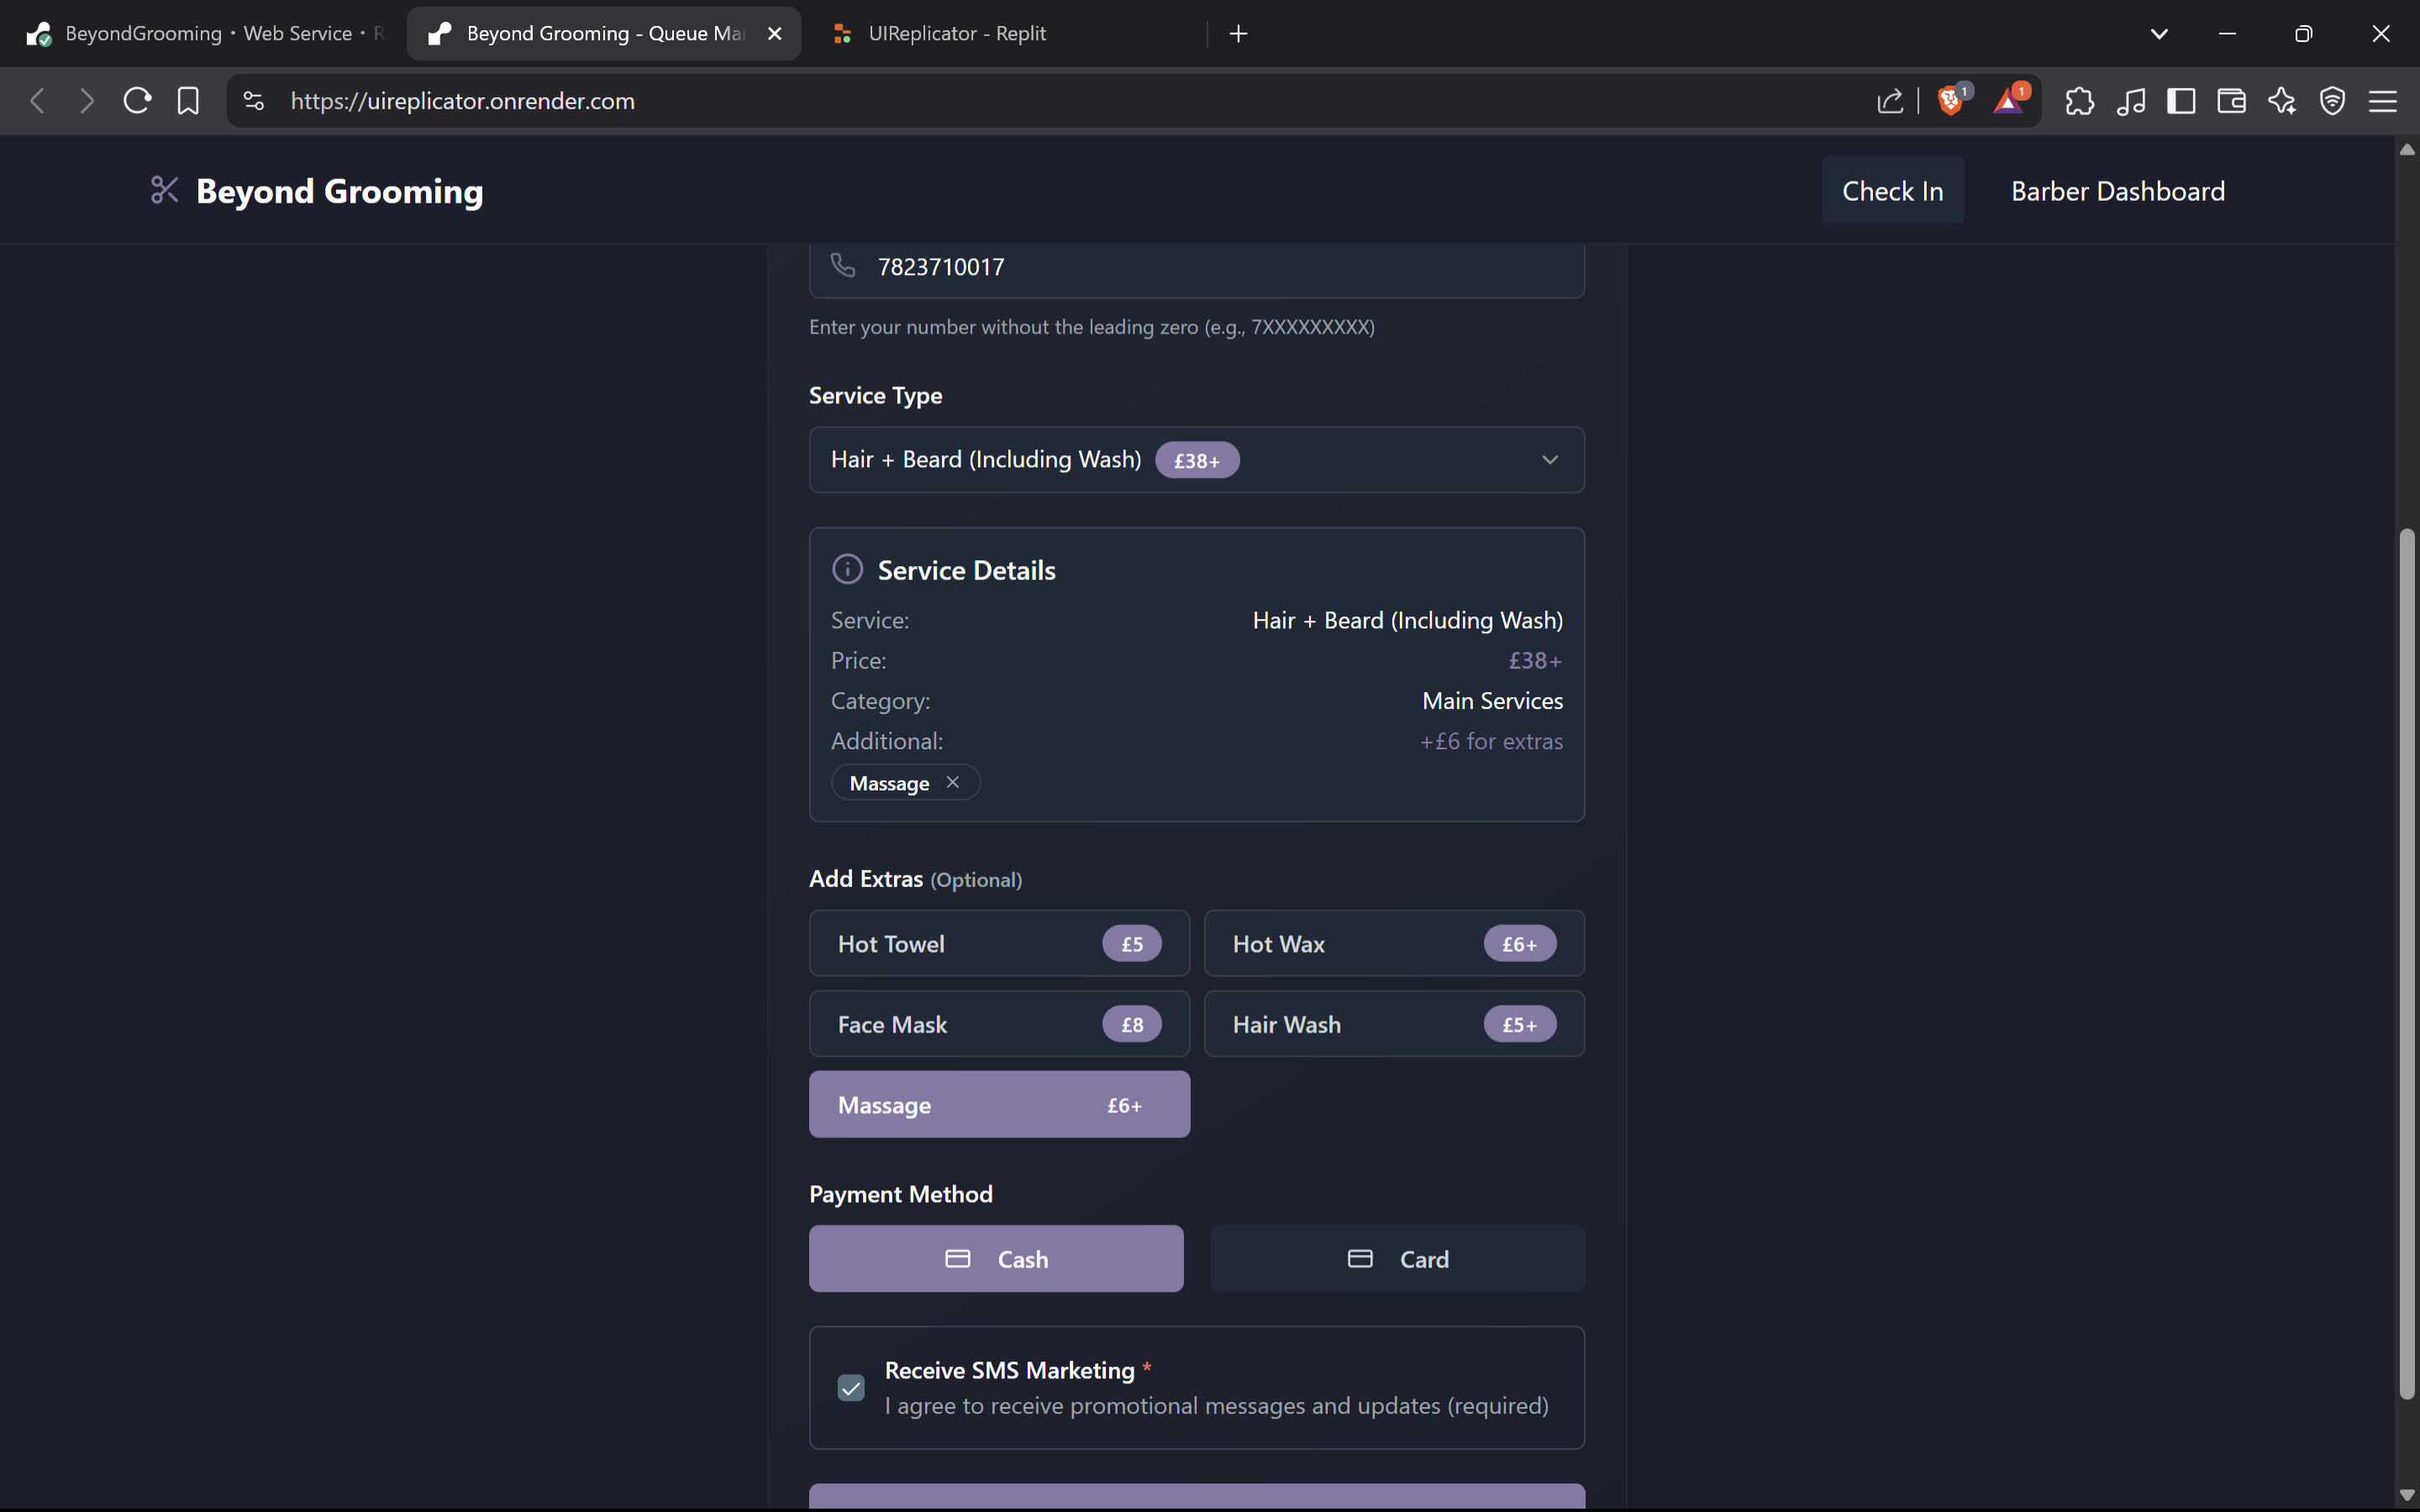 BeyondGrooming · Web Service · R
Beyond Grooming - Queue Mar
UIReplicator - Replit
https://uireplicator.onrender.com
1
1
Beyond Grooming
Check In
Barber Dashboard
7823710017
Enter your number without the leading zero (e.g., 7XXXXXXXXX)
Service Type
Hair + Beard (Including Wash) £38+
Service Details
Service: Hair + Beard (Including Wash)
Price: £38+
Category: Main Services
Additional: +£6 for extras
Massage
Add Extras (Optional)
Hot Towel £5
Hot Wax £6+
Face Mask £8
Hair Wash £5+
Massage £6+
Payment Method
Cash
Card
Receive SMS Marketing *
I agree to receive promotional messages and updates (required)